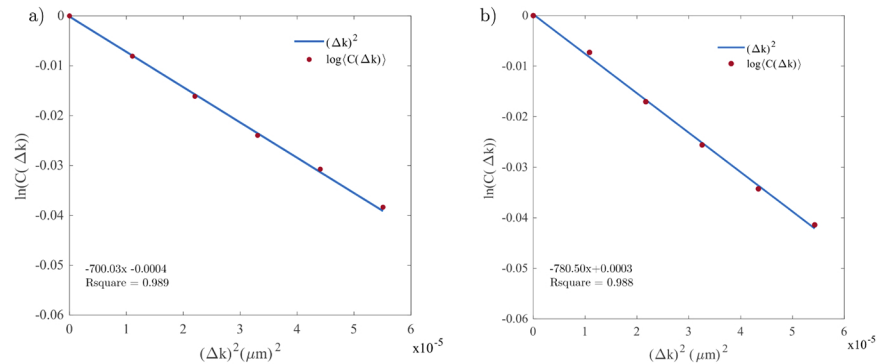 a)
0
-0.01
-0.02
-0.03
-0.04
-0.05
-0.06
ln(C( Δk))
(Δk)²
log⟨C(Δk)⟩
-700.03x -0.0004
Rsquare = 0.989
0 1 2 3 4 5 6
x10⁻⁵
(Δk)²(μm)²
b)
0
-0.01
-0.02
-0.03
-0.04
-0.05
-0.06
ln(C( Δk))
(Δk)²
log⟨C(Δk)⟩
-780.50x+0.0003
Rsquare = 0.988
0 1 2 3 4 5 6
x10⁻⁵
(Δk)² (μm)²